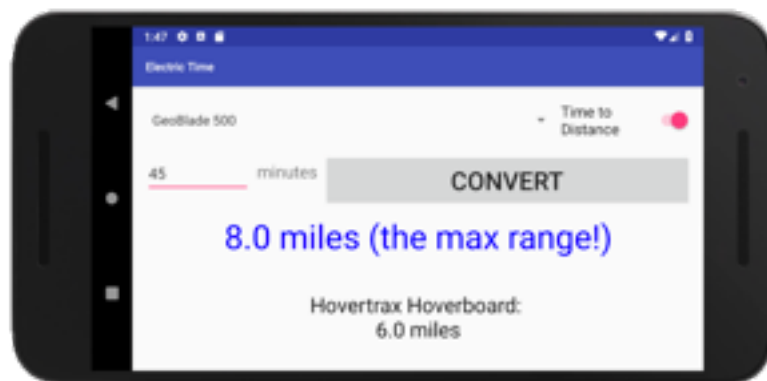 1:47
Electric Time
GeoBlade 500
Time to
Distance
45 minutes
CONVERT
8.0 miles (the max range!)
Hovertrax Hoverboard:
6.0 miles